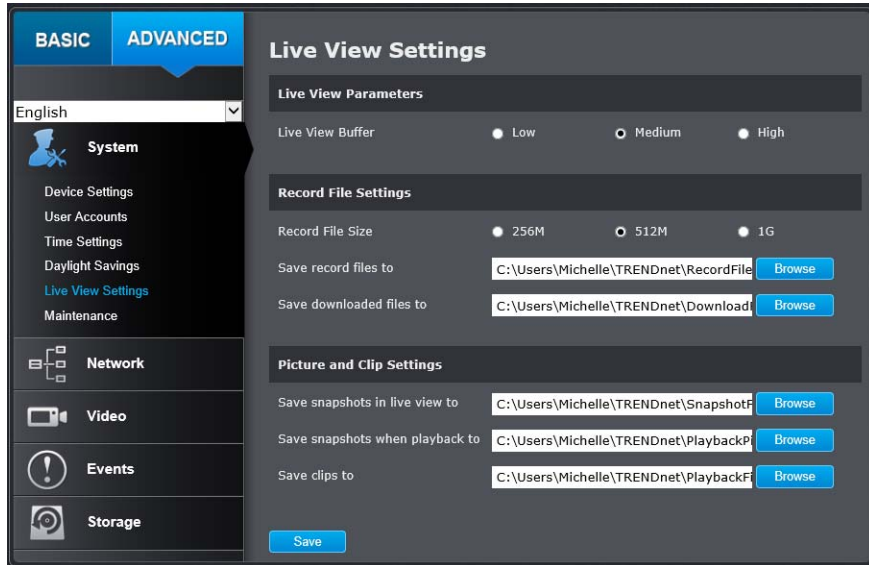 BASIC ADVANCED
English
System
Device Settings
User Accounts
Time Settings
Daylight Savings
Live View Settings
Maintenance
Network
Video
Events
Storage
Live View Settings
Live View Parameters
Live View Buffer Low Medium High
Record File Settings
Record File Size 256M 512M 1G
Save record files to C:\Users\Michelle\TRENDnet\RecordFile Browse
Save downloaded files to C:\Users\Michelle\TRENDnet\Download Browse
Picture and Clip Settings
Save snapshots in live view to C:\Users\Michelle\TRENDnet\SnapshotF Browse
Save snapshots when playback to C:\Users\Michelle\TRENDnet\PlaybackPi Browse
Save clips to C:\Users\Michelle\TRENDnet\PlaybackFi Browse
Save